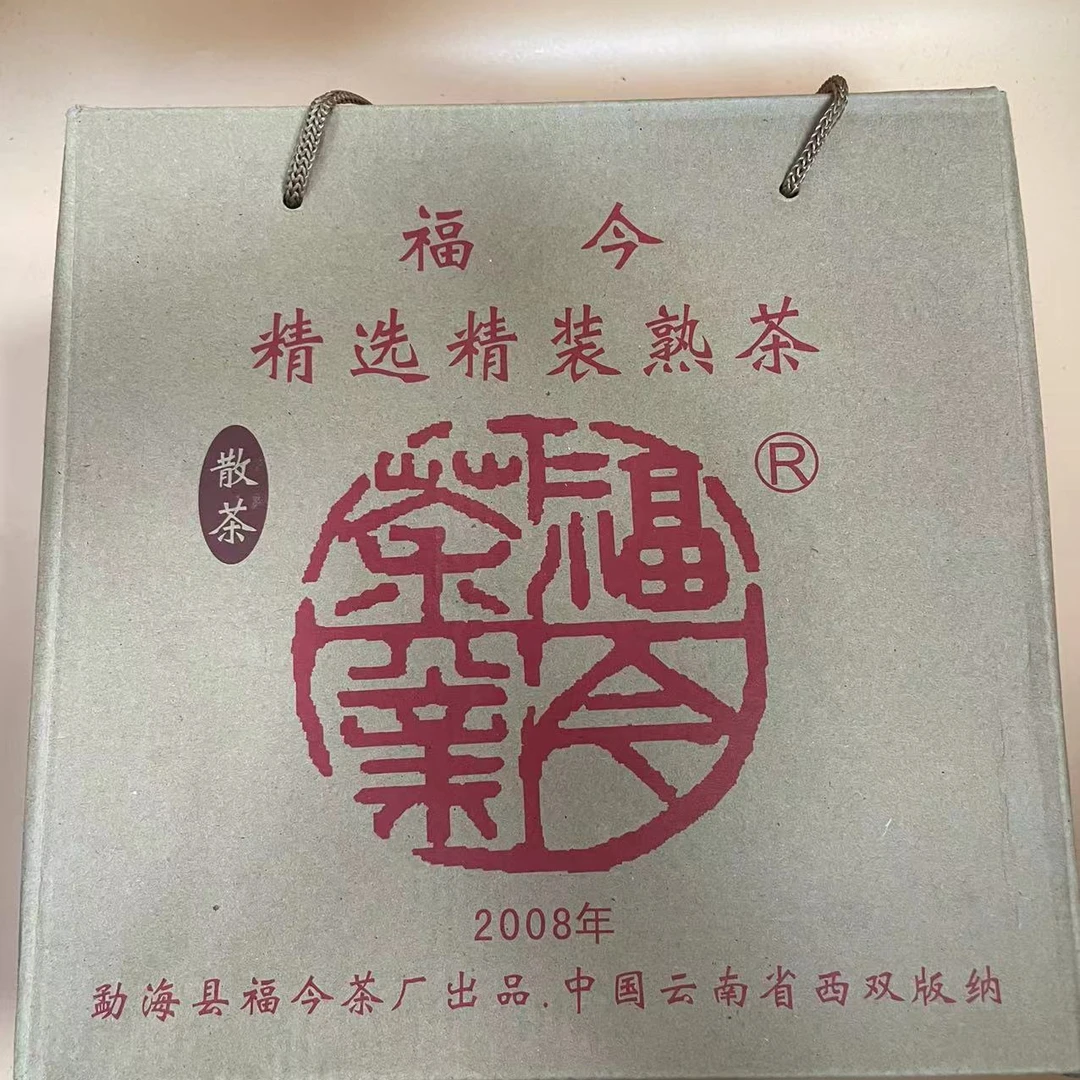 福今
精选精装熟茶
散茶
®
福今茶業
2008年
勐海县福今茶厂出品.中国云南省西双版纳